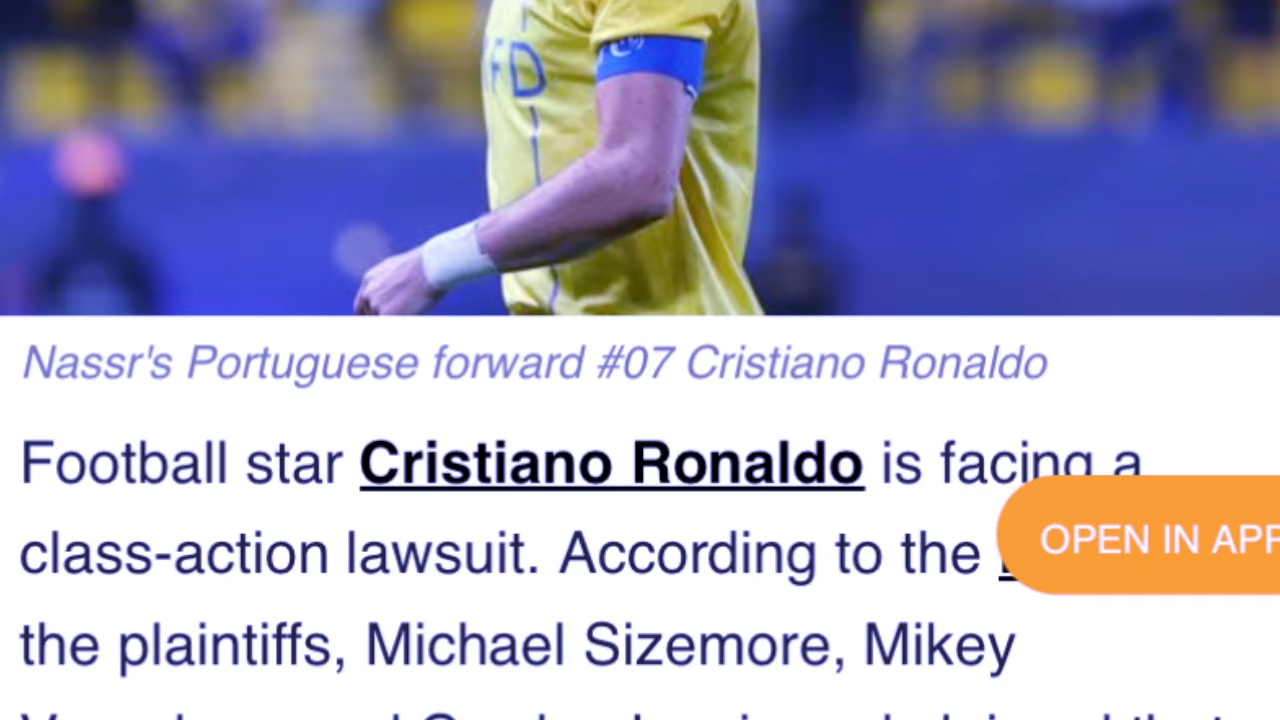 FD
Nassr's Portuguese forward #07 Cristiano Ronaldo
Football star Cristiano Ronaldo is facing a
class-action lawsuit. According to the
OPEN IN APP
the plaintiffs, Michael Sizemore, Mikey